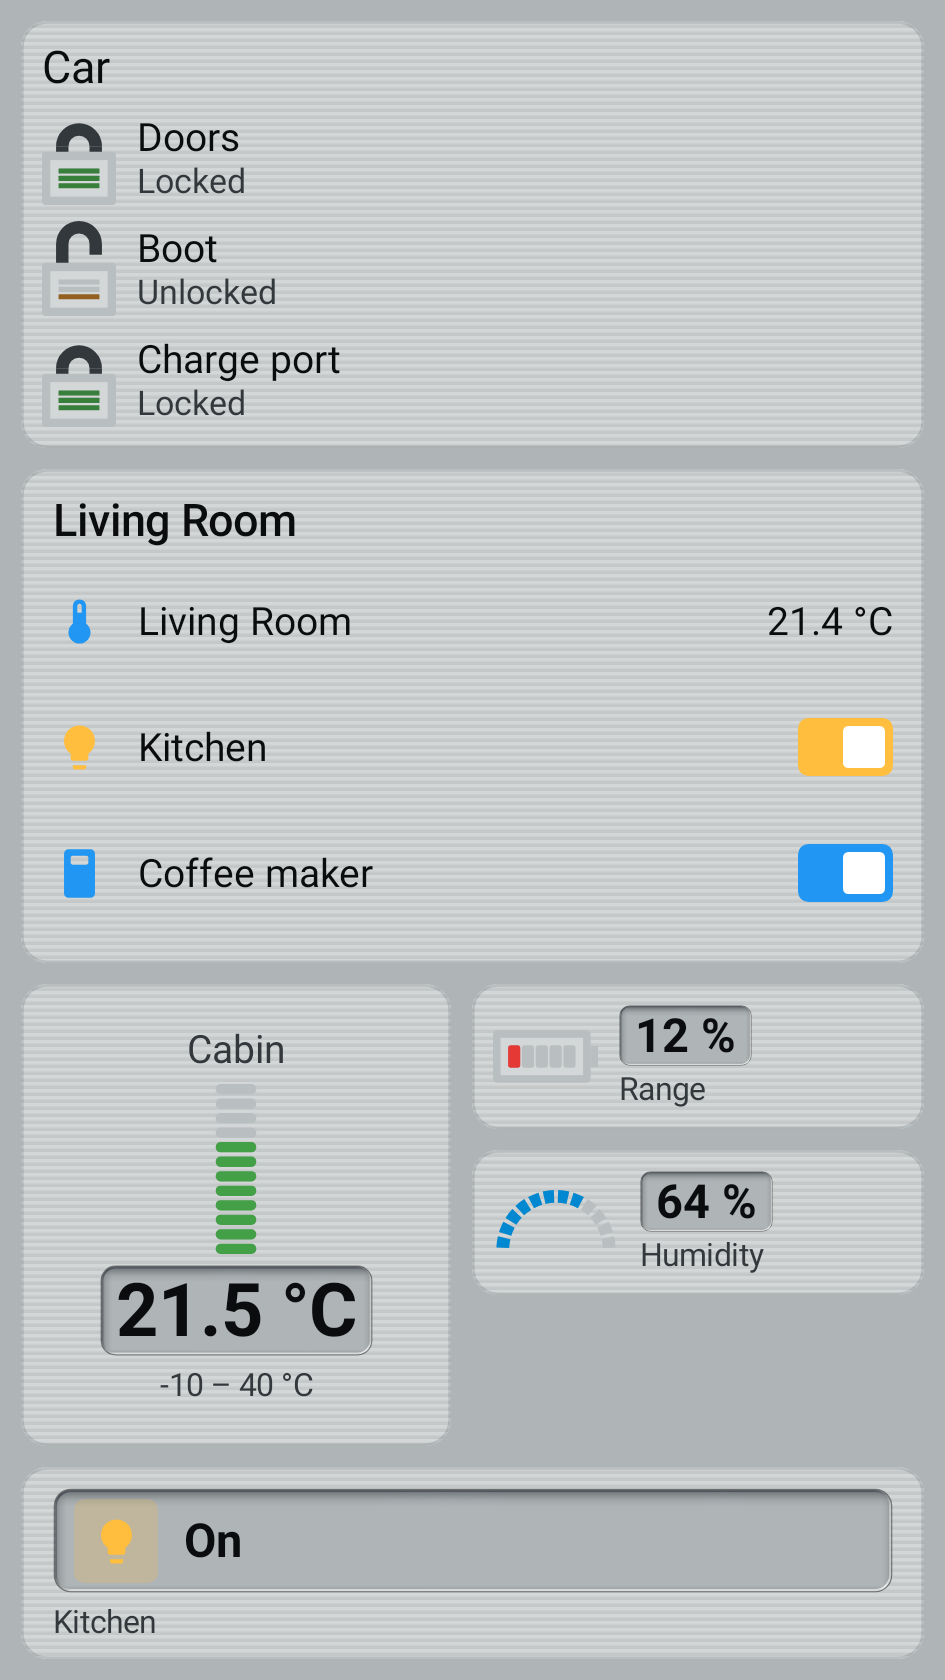 Car
Doors
Locked
Boot
Unlocked
Charge port
Locked
Living Room
Living Room 21.4 °C
Kitchen
Coffee maker
Cabin
21.5 °C
-10 – 40 °C
12 %
Range
64 %
Humidity
On
Kitchen